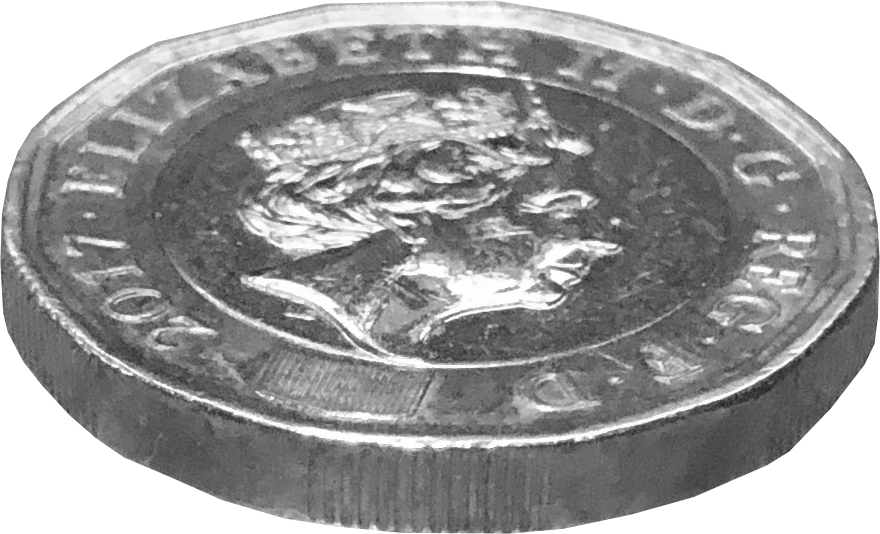 2017 · ELIZABETH II · D · G · REG · F · D